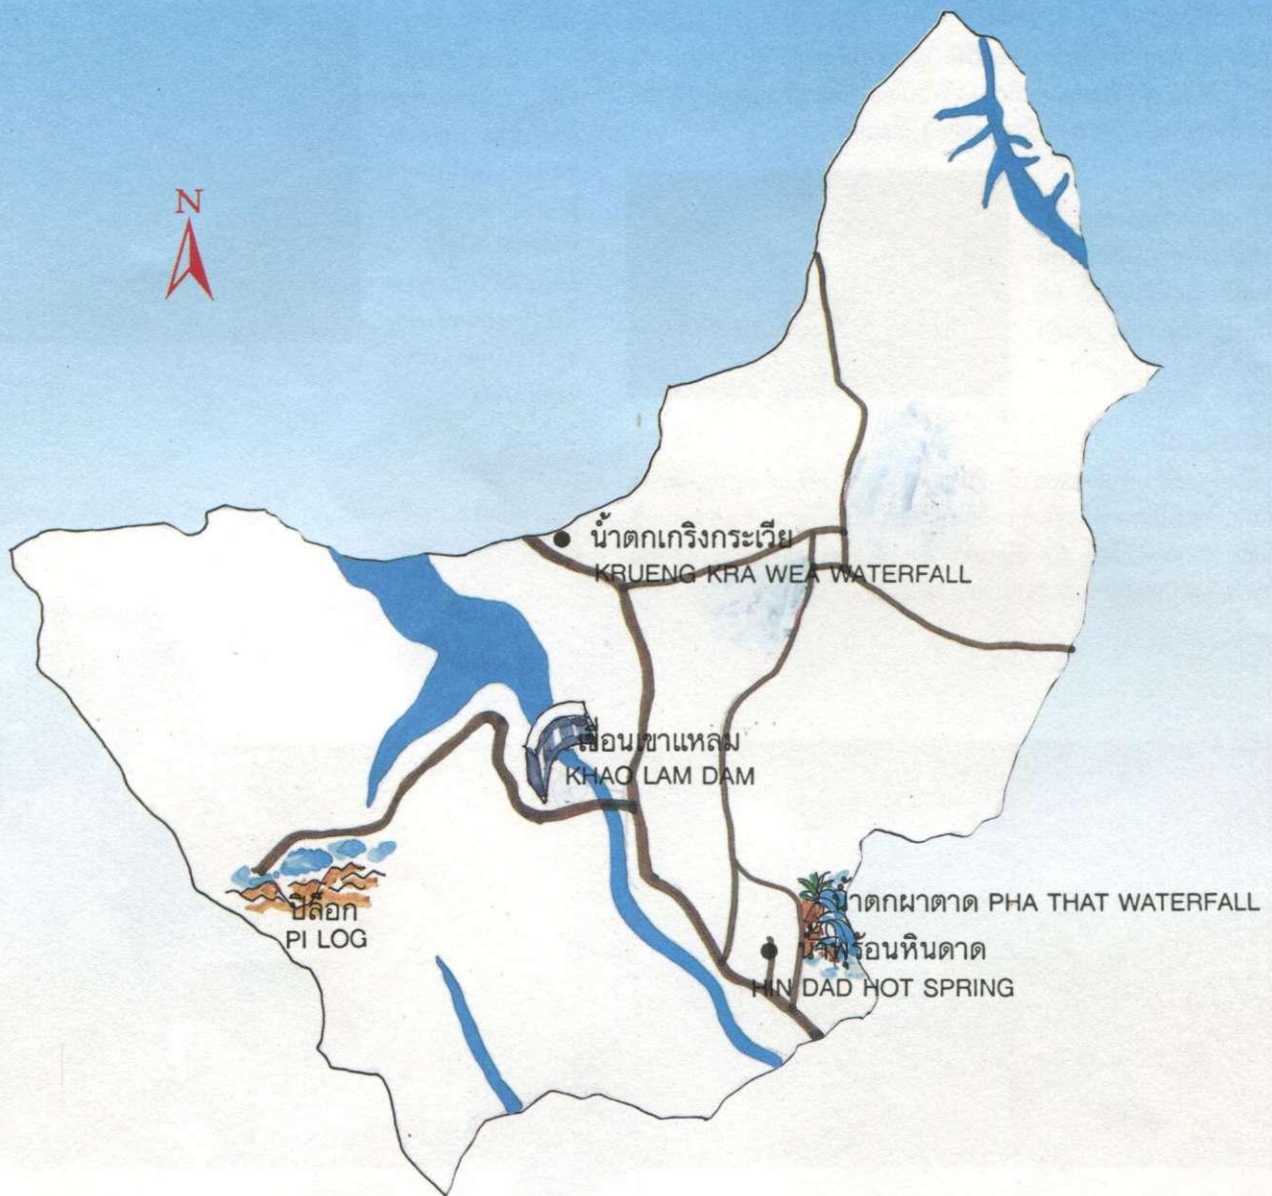 N
น้ำตกเกริงกระเวีย
KRUENG KRA WEA WATERFALL
เขื่อนเขาแหลม
KHAO LAM DAM
ปิล๊อก
PI LOG
น้ำตกผาตาด PHA THAT WATERFALL
น้ำพุร้อนหินดาด
HIN DAD HOT SPRING